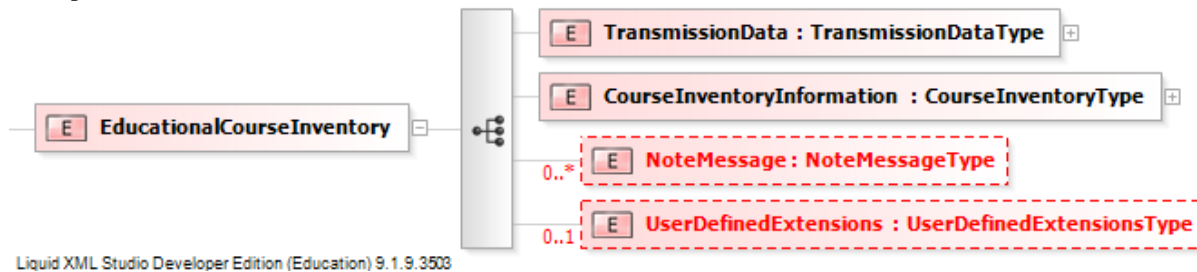 E TransmissionData : TransmissionDataType
E CourseInventoryInformation : CourseInventoryType
E EducationalCourseInventory
0..* E NoteMessage : NoteMessageType
0..1 E UserDefinedExtensions : UserDefinedExtensionsType
Liquid XML Studio Developer Edition (Education) 9.1.9.3503